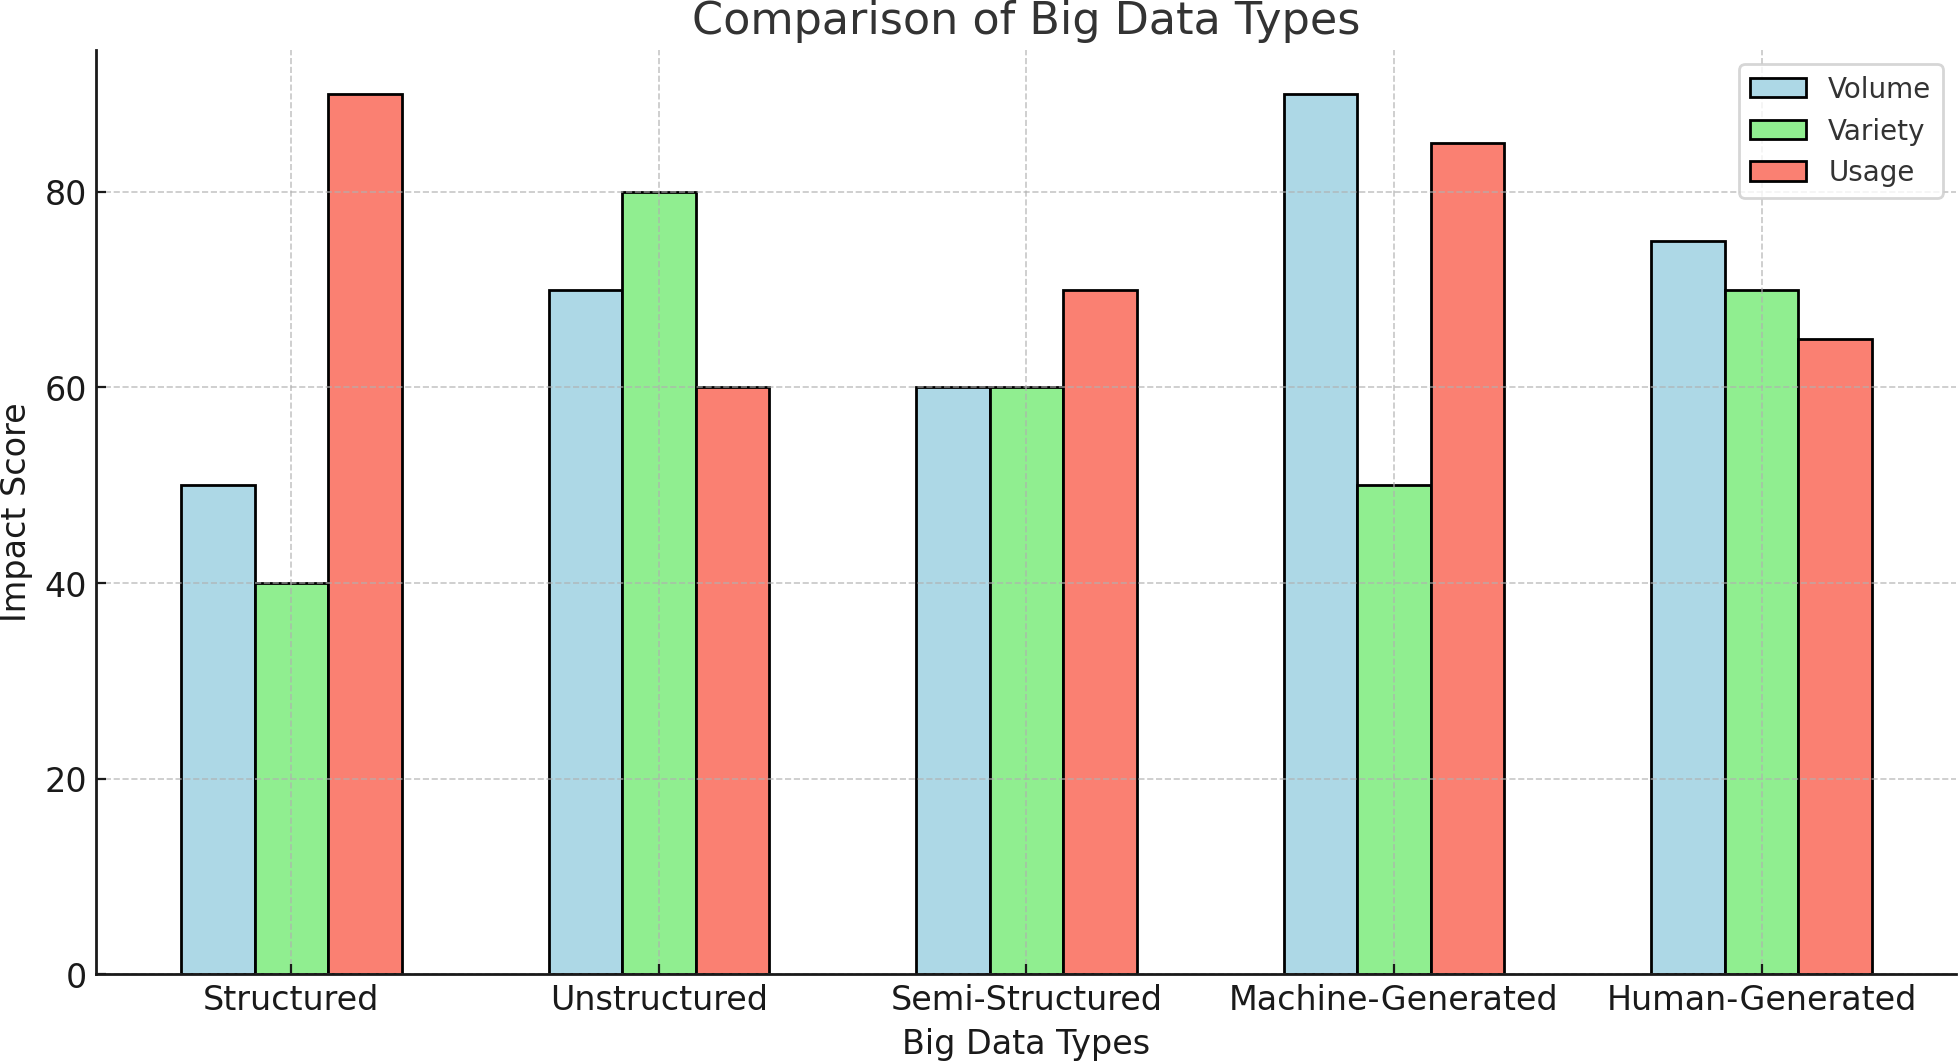 Comparison of Big Data Types
Volume
Variety
Usage
80
60
40
20
0
Impact Score
Structured
Unstructured
Semi-Structured
Machine-Generated
Human-Generated
Big Data Types